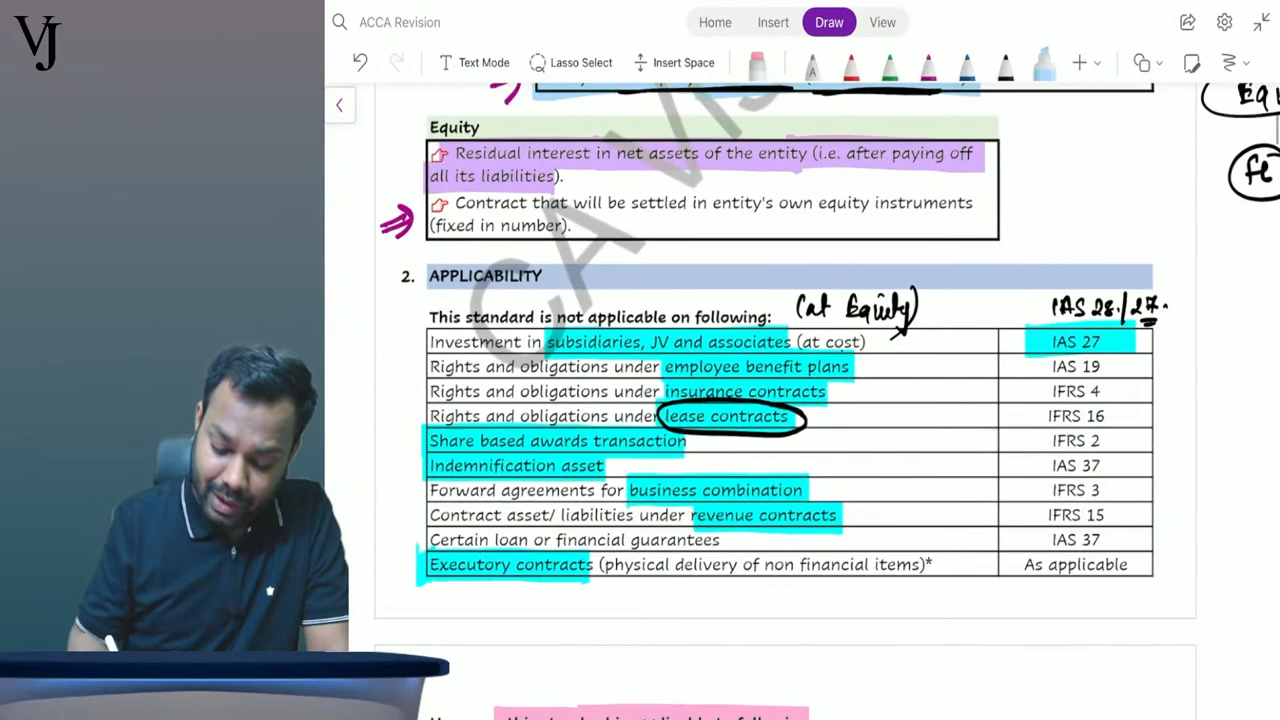 VJ
ACCA Revision
Home Insert Draw View
Text Mode Lasso Select Insert Space
Equity
Residual interest in net assets of the entity (i.e. after paying off
all its liabilities).
Contract that will be settled in entity's own equity instruments
(fixed in number).
2. APPLICABILITY
(at Equity) IAS 28/27.
This standard is not applicable on following:
Investment in subsidiaries, JV and associates (at cost) IAS 27
Rights and obligations under employee benefit plans IAS 19
Rights and obligations under insurance contracts IFRS 4
Rights and obligations under lease contracts IFRS 16
Share based awards transaction IFRS 2
Indemnification asset IAS 37
Forward agreements for business combination IFRS 3
Contract asset/ liabilities under revenue contracts IFRS 15
Certain loan or financial guarantees IAS 37
Executory contracts (physical delivery of non financial items)* As applicable